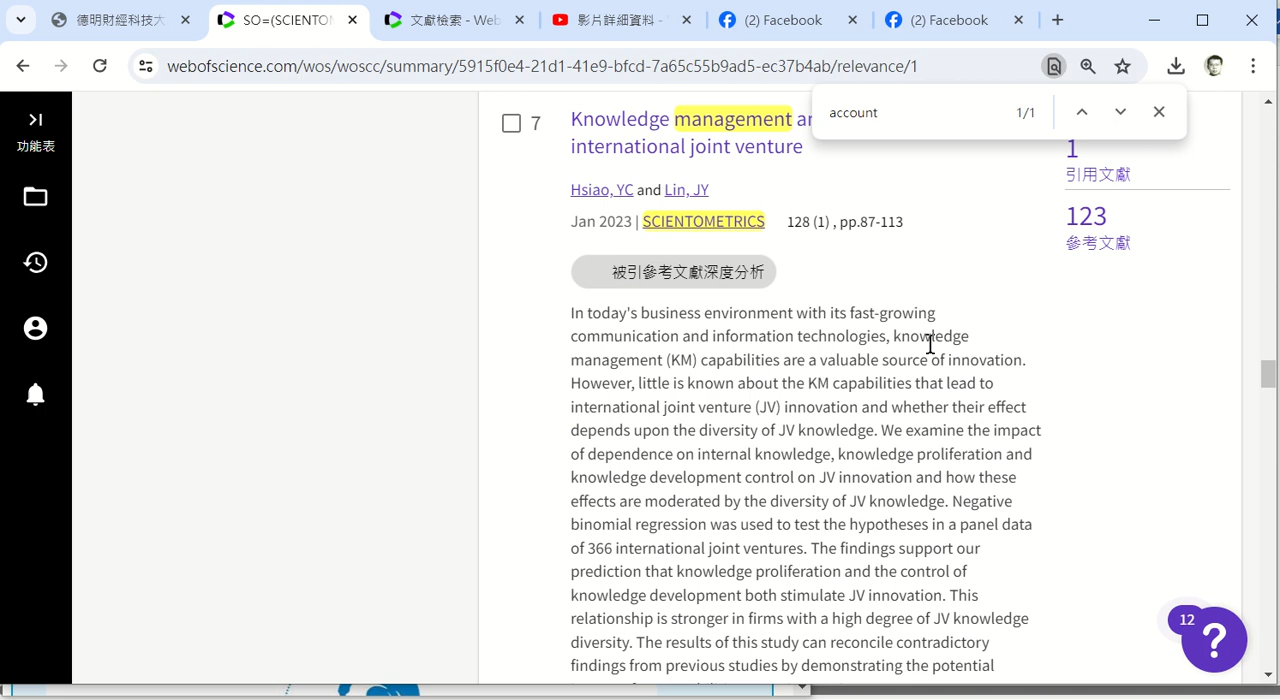 德明財經科技大
SO=(SCIENTOM
文獻檢索 - Web
影片詳細資料 -
(2) Facebook
(2) Facebook
webofscience.com/wos/woscc/summary/5915f0e4-21d1-41e9-bfcd-7a65c55b9ad5-ec37b4ab/relevance/1
account 1/1
功能表
7 Knowledge management an
international joint venture
Hsiao, YC and Lin, JY
Jan 2023 | SCIENTOMETRICS 128 (1) , pp.87-113
被引參考文獻深度分析
In today's business environment with its fast-growing
communication and information technologies, knowledge
management (KM) capabilities are a valuable source of innovation.
However, little is known about the KM capabilities that lead to
international joint venture (JV) innovation and whether their effect
depends upon the diversity of JV knowledge. We examine the impact
of dependence on internal knowledge, knowledge proliferation and
knowledge development control on JV innovation and how these
effects are moderated by the diversity of JV knowledge. Negative
binomial regression was used to test the hypotheses in a panel data
of 366 international joint ventures. The findings support our
prediction that knowledge proliferation and the control of
knowledge development both stimulate JV innovation. This
relationship is stronger in firms with a high degree of JV knowledge
diversity. The results of this study can reconcile contradictory
findings from previous studies by demonstrating the potential
1
引用文獻
123
參考文獻
12
?